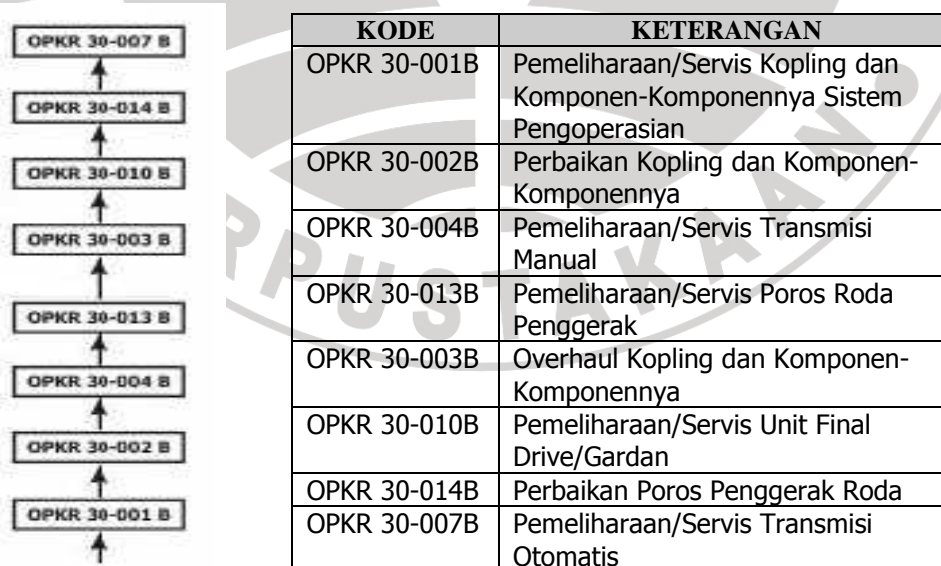 OPKR 30-007 B
OPKR 30-014 B
OPKR 30-010 B
OPKR 30-003 B
OPKR 30-013 B
OPKR 30-004 B
OPKR 30-002 B
OPKR 30-001 B
KODE KETERANGAN
OPKR 30-001B Pemeliharaan/Servis Kopling dan
Komponen-Komponennya Sistem
Pengoperasian
OPKR 30-002B Perbaikan Kopling dan Komponen-
Komponennya
OPKR 30-004B Pemeliharaan/Servis Transmisi
Manual
OPKR 30-013B Pemeliharaan/Servis Poros Roda
Penggerak
OPKR 30-003B Overhaul Kopling dan Komponen-
Komponennya
OPKR 30-010B Pemeliharaan/Servis Unit Final
Drive/Gardan
OPKR 30-014B Perbaikan Poros Penggerak Roda
OPKR 30-007B Pemeliharaan/Servis Transmisi
Otomatis
RPUSTAKAAN